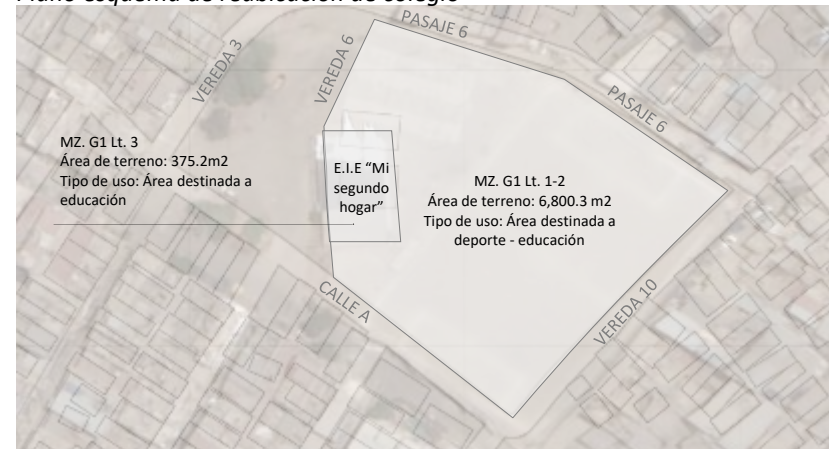 Plano esquema de reubicación de colegio
PASAJE 6
VEREDA 3
VEREDA 6
PASAJE 6
MZ. G1 Lt. 3
Área de terreno: 375.2m2
Tipo de uso: Área destinada a
educación
E.I.E “Mi
segundo
hogar”
MZ. G1 Lt. 1-2
Área de terreno: 6,800.3 m2
Tipo de uso: Área destinada a
deporte - educación
CALLE A
VEREDA 10